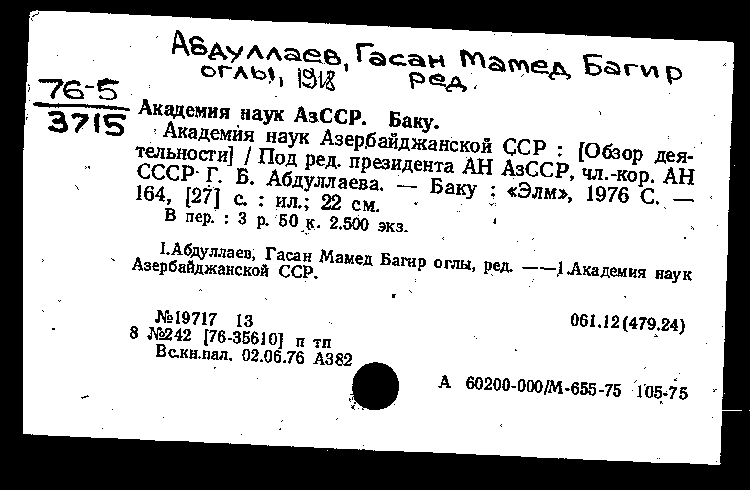 Абдуллаев, Гасан Мамед Багир
оглы, 1918 ред.
76-5
3715
Академия наук АзССР. Баку.
Академия наук Азербайджанской ССР : [Обзор дея-
тельности] / Под ред. президента АН АзССР, чл.-кор. АН
СССР Г. Б. Абдуллаева. — Баку : «Элм», 1976 С. —
164, [27] с. : ил.; 22 см.
В пер. : 3 р. 50 к. 2.500 экз.
I.Абдуллаев, Гасан Мамед Багир оглы, ред. ——1.Академия наук
Азербайджанской ССР.
№19717 13
061.12(479.24)
8 №242 [76-35610] п тп
Вс.кн.пал. 02.06.76 А382
А 60200-000/М-655-75 105-75